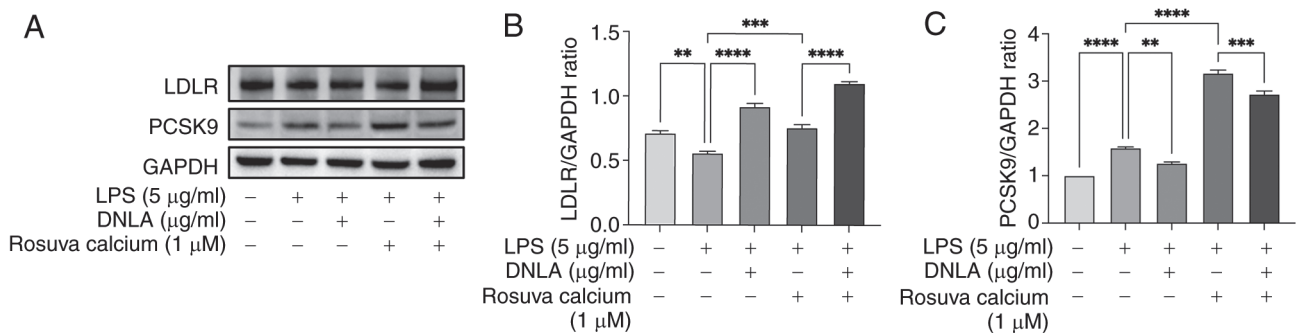 A
LDLR
PCSK9
GAPDH
LPS (5 µg/ml) – + + + +
DNLA (µg/ml) – – + – +
Rosuva calcium (1 µM) – – – + +
B
LDLR/GAPDH ratio
1.5
1.0
0.5
0.0
***
** **** ****
LPS (5 µg/ml) – + + + +
DNLA (µg/ml) – – + – +
Rosuva calcium – – – + +
(1 µM)
C
PCSK9/GAPDH ratio
4
3
2
1
0
****
**** ** ***
LPS (5 µg/ml) – + + + +
DNLA (µg/ml) – – + – +
Rosuva calcium – – – + +
(1 µM)